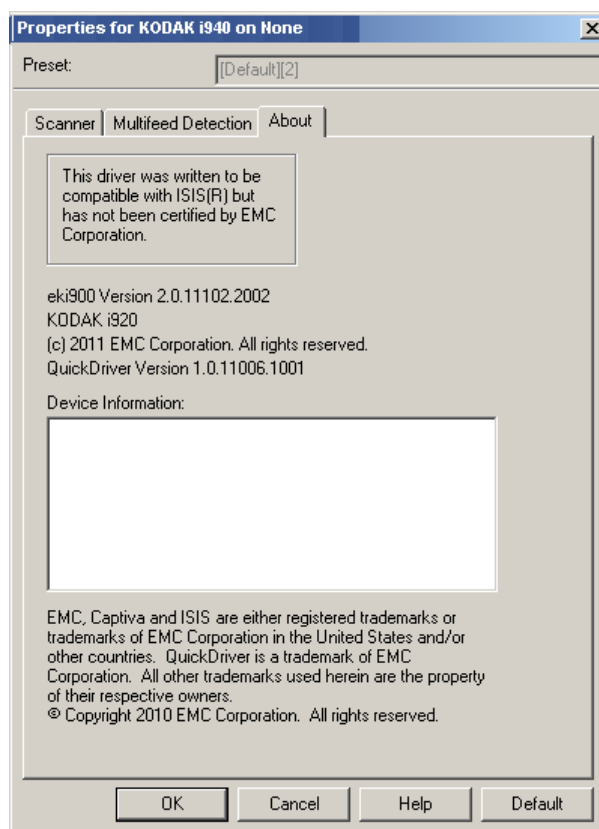 Properties for KODAK i940 on None
Preset:
[Default][2]
Scanner
Multifeed Detection
About
This driver was written to be
compatible with ISIS(R) but
has not been certified by EMC
Corporation.
eki900 Version 2.0.11102.2002
KODAK i920
(c) 2011 EMC Corporation. All rights reserved.
QuickDriver Version 1.0.11006.1001
Device Information:
EMC, Captiva and ISIS are either registered trademarks or
trademarks of EMC Corporation in the United States and/or
other countries.  QuickDriver is a trademark of EMC
Corporation.  All other trademarks used herein are the property
of their respective owners.
© Copyright 2010 EMC Corporation.  All rights reserved.
OK
Cancel
Help
Default